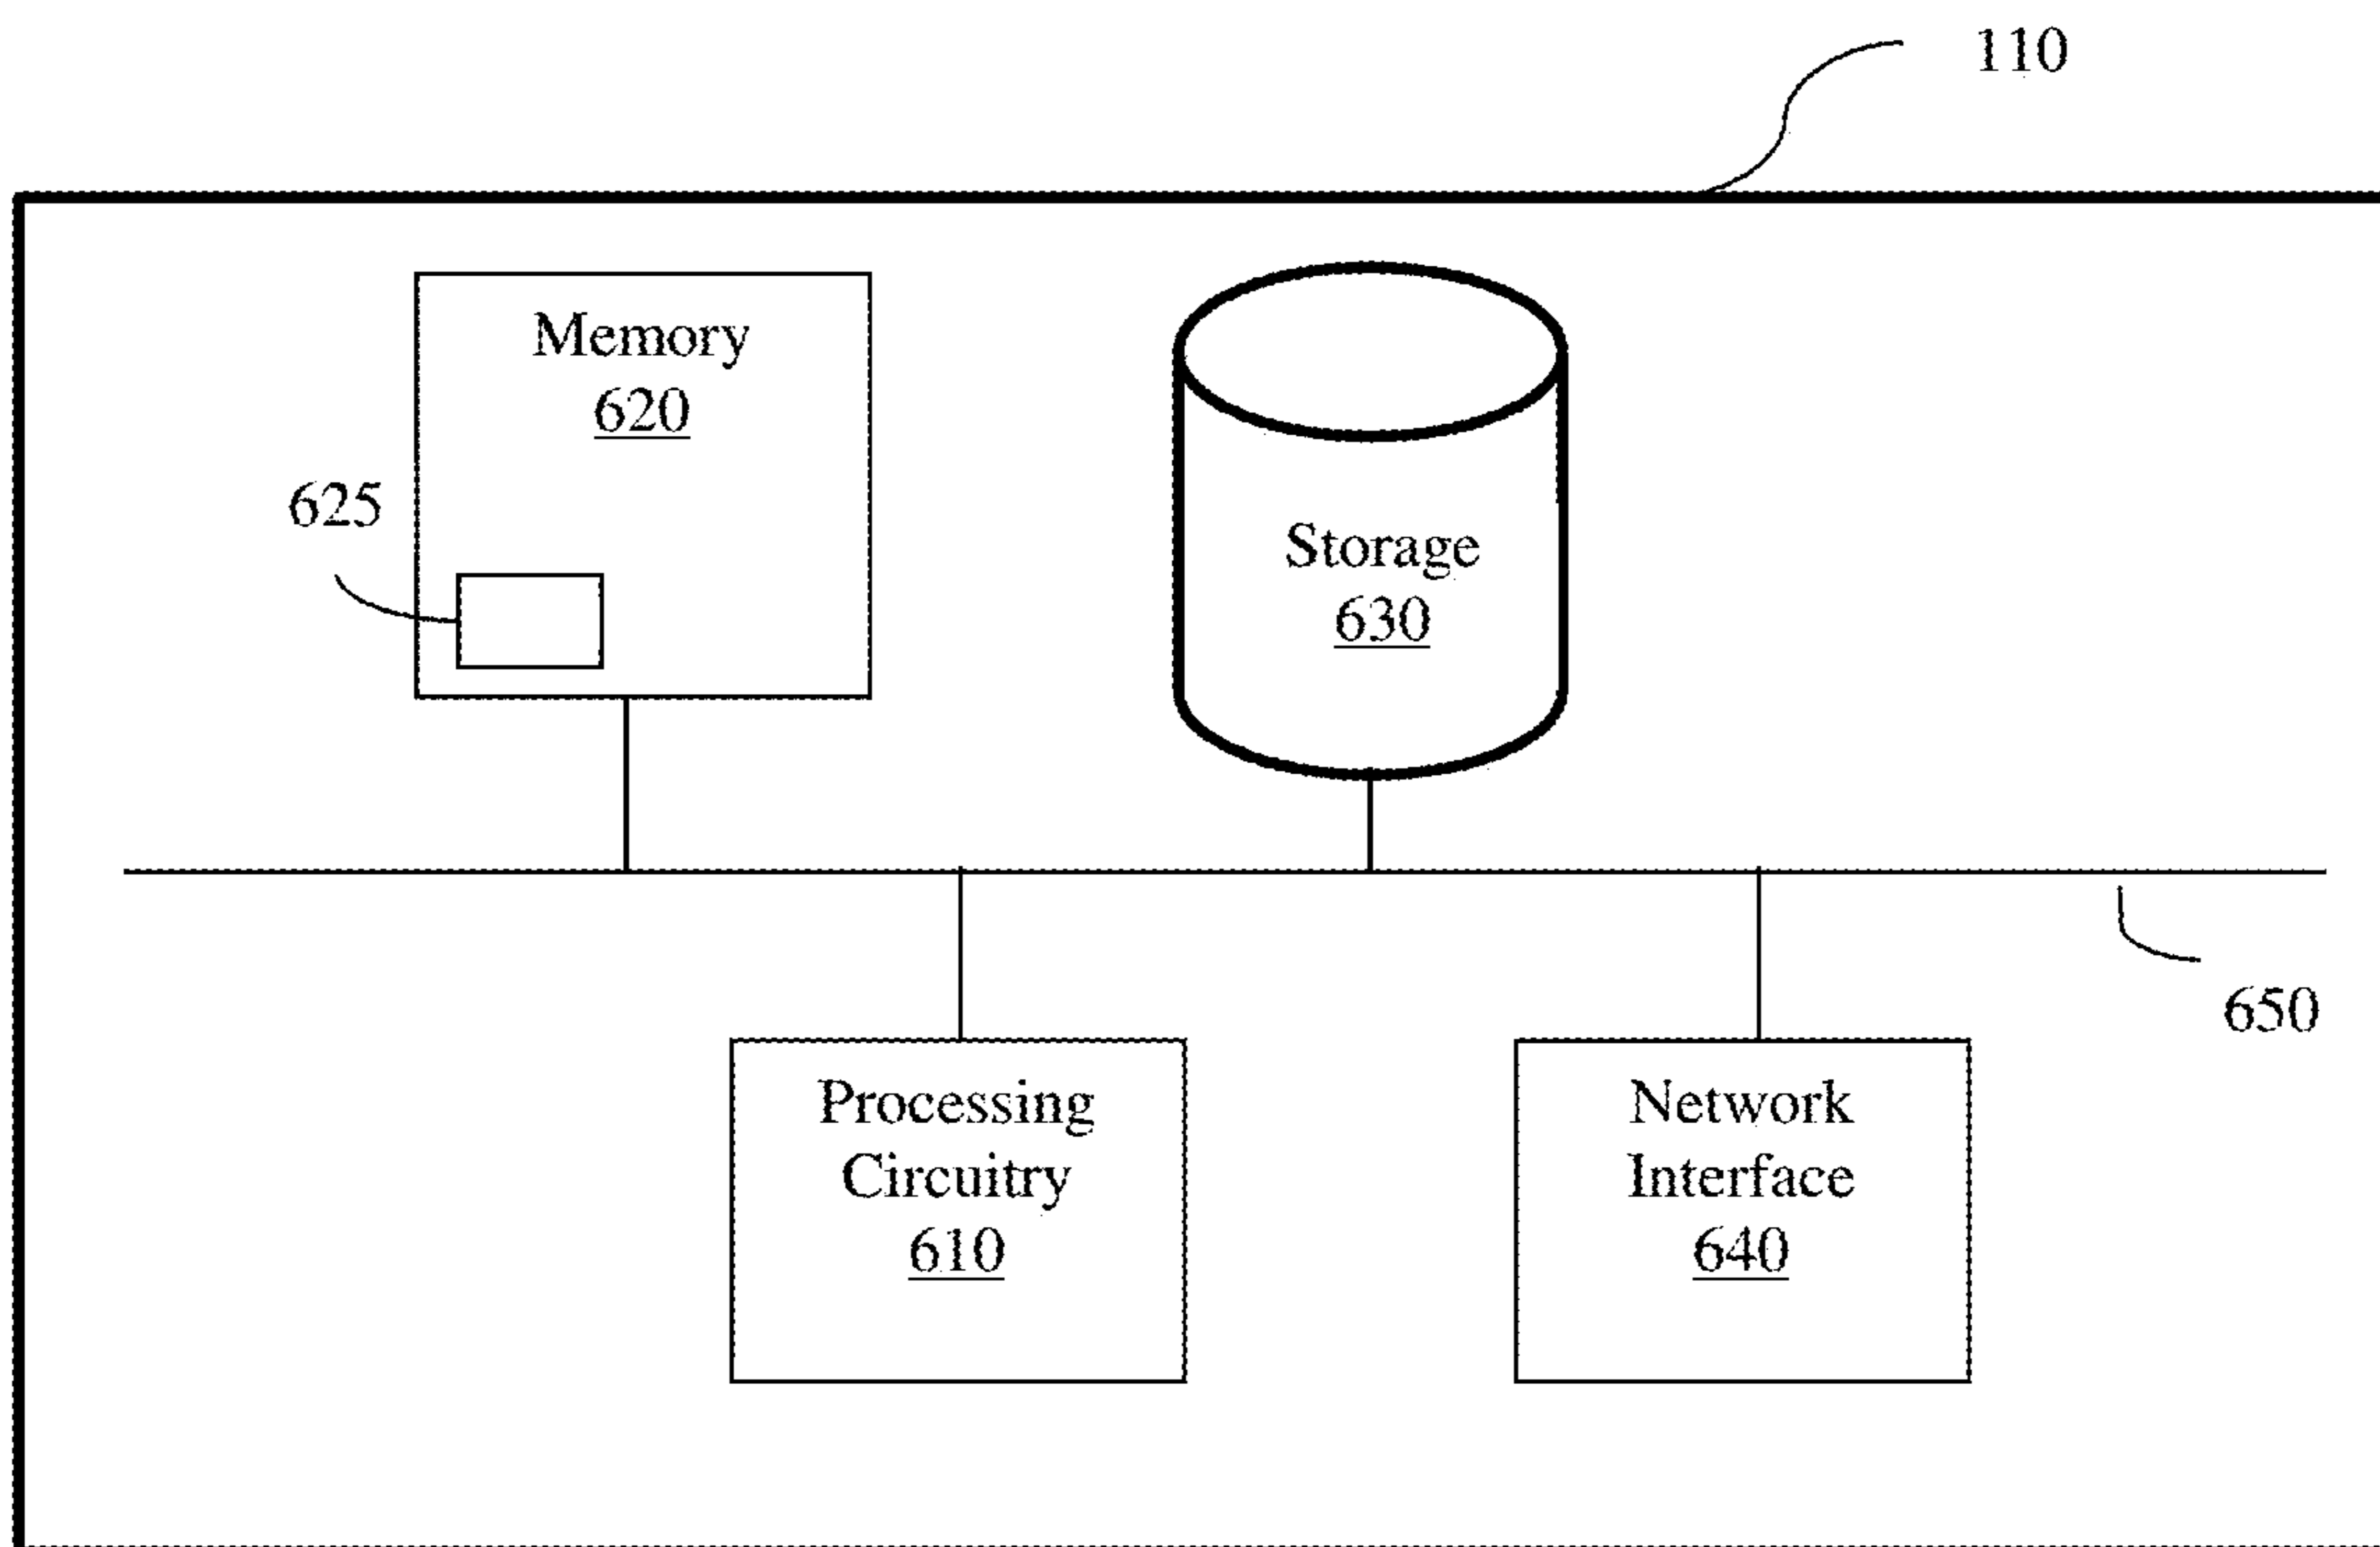 110
Memory
620
625
Storage
630
650
Processing
Circuitry
610
Network
Interface
640